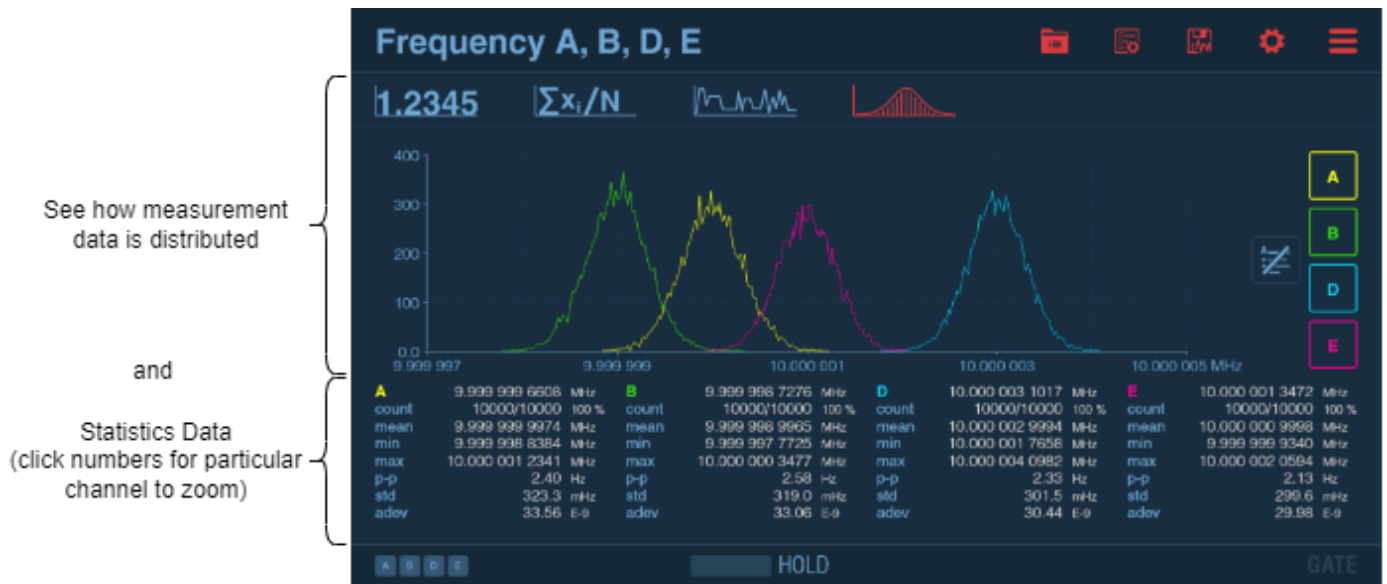 Frequency A, B, D, E
1.2345 ∑xᵢ/N
See how measurement
data is distributed
and
Statistics Data
(click numbers for particular
channel to zoom)
400
300
200
100
0.0
9.999 997 9.999 999 10.000 001 10.000 003 10.000 005 MHz
A
B
D
E
A 9.999 999 6608 MHz B 9.999 998 7276 MHz D 10.000 003 1017 MHz E 10.000 001 3472 MHz
count 10000/10000 100 % count 10000/10000 100 % count 10000/10000 100 % count 10000/10000 100 %
mean 9.999 999 9974 MHz mean 9.999 998 9965 MHz mean 10.000 002 9994 MHz mean 10.000 000 9998 MHz
min 9.999 998 8384 MHz min 9.999 997 7725 MHz min 10.000 001 7658 MHz min 9.999 999 9340 MHz
max 10.000 001 2341 MHz max 10.000 000 3477 MHz max 10.000 004 0982 MHz max 10.000 002 0594 MHz
p-p 2.40 Hz p-p 2.58 Hz p-p 2.33 Hz p-p 2.13 Hz
std 323.3 mHz std 319.0 mHz std 301.5 mHz std 299.6 mHz
adev 33.56 E-9 adev 33.06 E-9 adev 30.44 E-9 adev 29.98 E-9
A B D E HOLD GATE